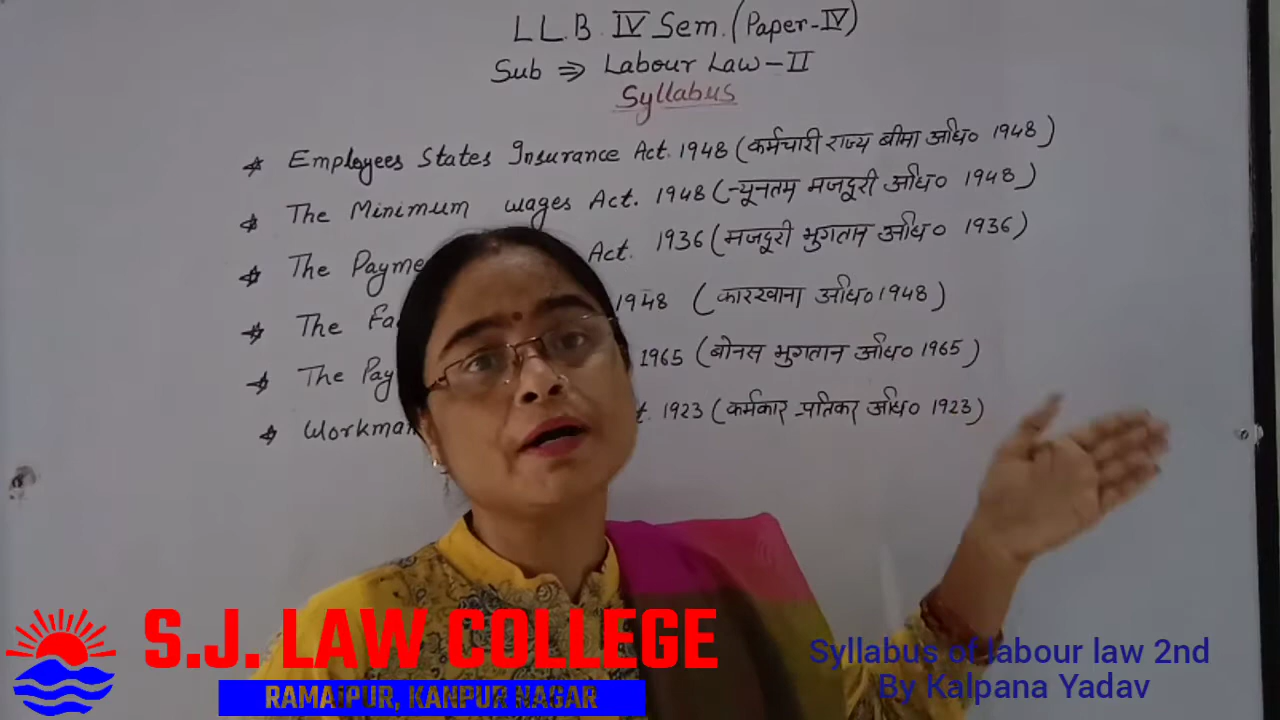 LL.B. IV Sem. (Paper-IV)
Sub ⇒ Labour Law-II
Syllabus
* Employees States Insurance Act. 1948 (कर्मचारी राज्य बीमा अधि० 1948)
* The Minimum wages Act. 1948 (न्यूनतम मजदूरी अधि० 1948)
* The Payme Act. 1936 (मजदूरी भुगतान अधि० 1936)
* The Fa 1948 (कारखाना अधि० 1948)
* The Pay 1965 (बोनस भुगतान अधि० 1965)
* Workman t. 1923 (कर्मकार प्रतिकर अधि० 1923)
S.J. LAW COLLEGE
RAMAIPUR, KANPUR NAGAR
Syllabus of labour law 2nd
By Kalpana Yadav